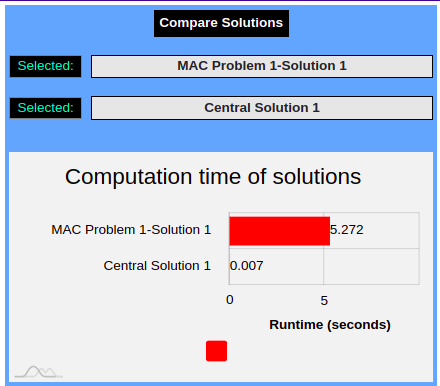 Compare Solutions
Selected: MAC Problem 1-Solution 1
Selected: Central Solution 1
Computation time of solutions
MAC Problem 1-Solution 1 5.272
Central Solution 1 0.007
0 5
Runtime (seconds)